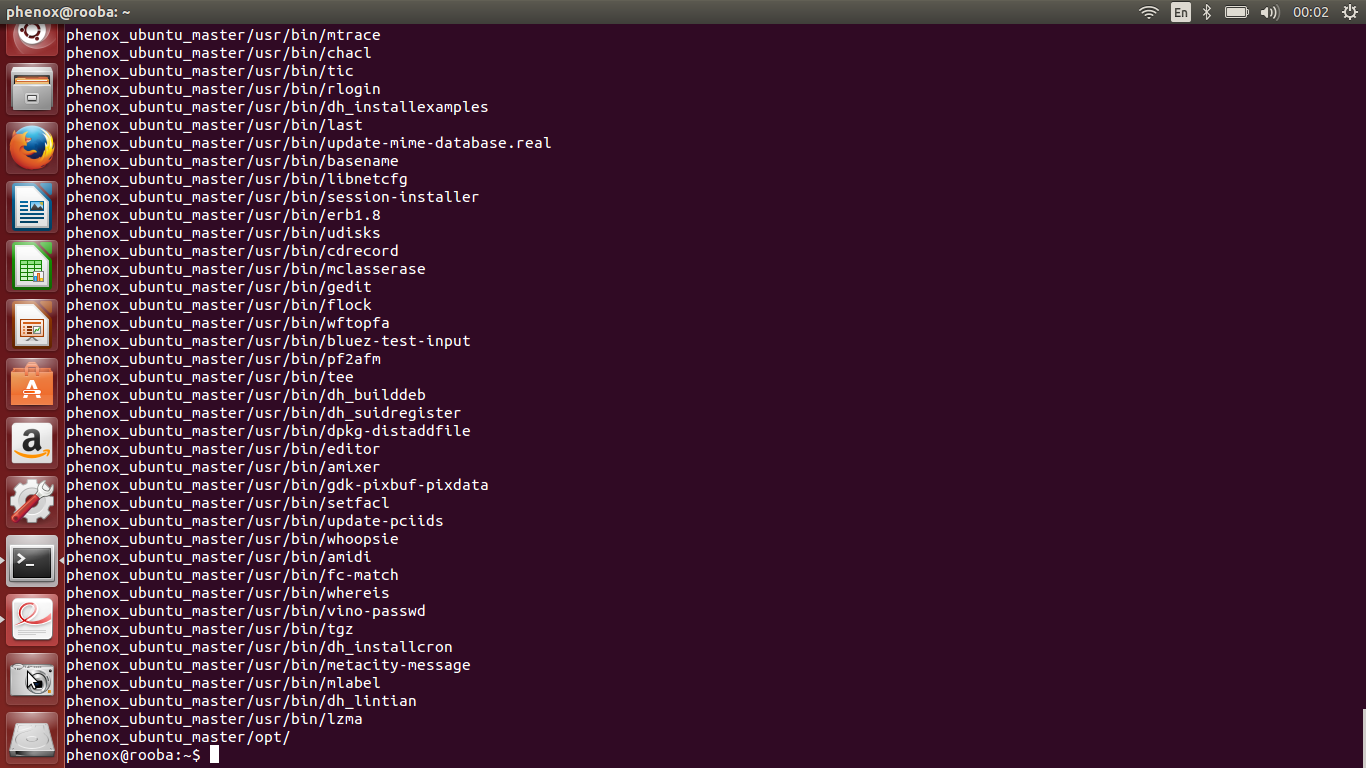 phenox@rooba: ~
En
00:02
phenox_ubuntu_master/usr/bin/mtrace
phenox_ubuntu_master/usr/bin/chacl
phenox_ubuntu_master/usr/bin/tic
phenox_ubuntu_master/usr/bin/rlogin
phenox_ubuntu_master/usr/bin/dh_installexamples
phenox_ubuntu_master/usr/bin/last
phenox_ubuntu_master/usr/bin/update-mime-database.real
phenox_ubuntu_master/usr/bin/basename
phenox_ubuntu_master/usr/bin/libnetcfg
phenox_ubuntu_master/usr/bin/session-installer
phenox_ubuntu_master/usr/bin/erb1.8
phenox_ubuntu_master/usr/bin/udisks
phenox_ubuntu_master/usr/bin/cdrecord
phenox_ubuntu_master/usr/bin/mclasserase
phenox_ubuntu_master/usr/bin/gedit
phenox_ubuntu_master/usr/bin/flock
phenox_ubuntu_master/usr/bin/wftopfa
phenox_ubuntu_master/usr/bin/bluez-test-input
phenox_ubuntu_master/usr/bin/pf2afm
phenox_ubuntu_master/usr/bin/tee
phenox_ubuntu_master/usr/bin/dh_builddeb
phenox_ubuntu_master/usr/bin/dh_suidregister
phenox_ubuntu_master/usr/bin/dpkg-distaddfile
phenox_ubuntu_master/usr/bin/editor
phenox_ubuntu_master/usr/bin/amixer
phenox_ubuntu_master/usr/bin/gdk-pixbuf-pixdata
phenox_ubuntu_master/usr/bin/setfacl
phenox_ubuntu_master/usr/bin/update-pciids
phenox_ubuntu_master/usr/bin/whoopsie
phenox_ubuntu_master/usr/bin/amidi
phenox_ubuntu_master/usr/bin/fc-match
phenox_ubuntu_master/usr/bin/whereis
phenox_ubuntu_master/usr/bin/vino-passwd
phenox_ubuntu_master/usr/bin/tgz
phenox_ubuntu_master/usr/bin/dh_installcron
phenox_ubuntu_master/usr/bin/metacity-message
phenox_ubuntu_master/usr/bin/mlabel
phenox_ubuntu_master/usr/bin/dh_lintian
phenox_ubuntu_master/usr/bin/lzma
phenox_ubuntu_master/opt/
phenox@rooba:~$